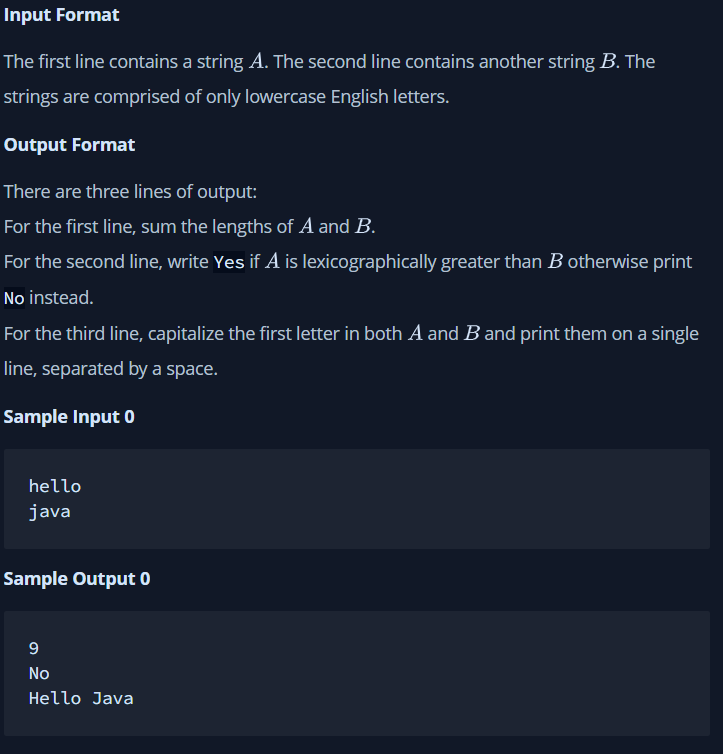 Input Format
The first line contains a string A. The second line contains another string B. The
strings are comprised of only lowercase English letters.
Output Format
There are three lines of output:
For the first line, sum the lengths of A and B.
For the second line, write Yes if A is lexicographically greater than B otherwise print
No instead.
For the third line, capitalize the first letter in both A and B and print them on a single
line, separated by a space.
Sample Input 0
hello
java
Sample Output 0
9
No
Hello Java